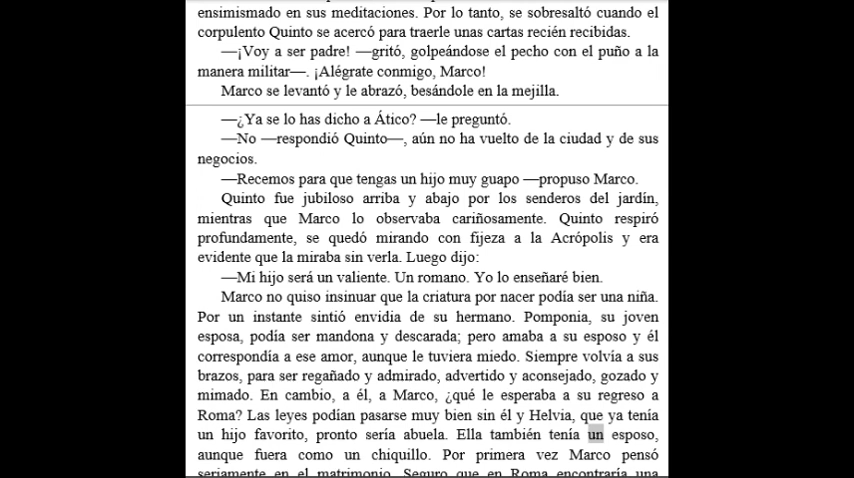 ensimismado en sus meditaciones. Por lo tanto, se sobresaltó cuando el
corpulento Quinto se acercó para traerle unas cartas recién recibidas.
—¡Voy a ser padre! —gritó, golpeándose el pecho con el puño a la
manera militar—. ¡Alégrate conmigo, Marco!
Marco se levantó y le abrazó, besándole en la mejilla.
—¿Ya se lo has dicho a Ático? —le preguntó.
—No —respondió Quinto—, aún no ha vuelto de la ciudad y de sus
negocios.
—Recemos para que tengas un hijo muy guapo —propuso Marco.
Quinto fue jubiloso arriba y abajo por los senderos del jardín,
mientras que Marco lo observaba cariñosamente. Quinto respiró
profundamente, se quedó mirando con fijeza a la Acrópolis y era
evidente que la miraba sin verla. Luego dijo:
—Mi hijo será un valiente. Un romano. Yo lo enseñaré bien.
Marco no quiso insinuar que la criatura por nacer podía ser una niña.
Por un instante sintió envidia de su hermano. Pomponia, su joven
esposa, podía ser mandona y descarada; pero amaba a su esposo y él
correspondía a ese amor, aunque le tuviera miedo. Siempre volvía a sus
brazos, para ser regañado y admirado, advertido y aconsejado, gozado y
mimado. En cambio, a él, a Marco, ¿qué le esperaba a su regreso a
Roma? Las leyes podían pasarse muy bien sin él y Helvia, que ya tenía
un hijo favorito, pronto sería abuela. Ella también tenía un esposo,
aunque fuera como un chiquillo. Por primera vez Marco pensó
seriamente en el matrimonio. Seguro que en Roma encontraría una